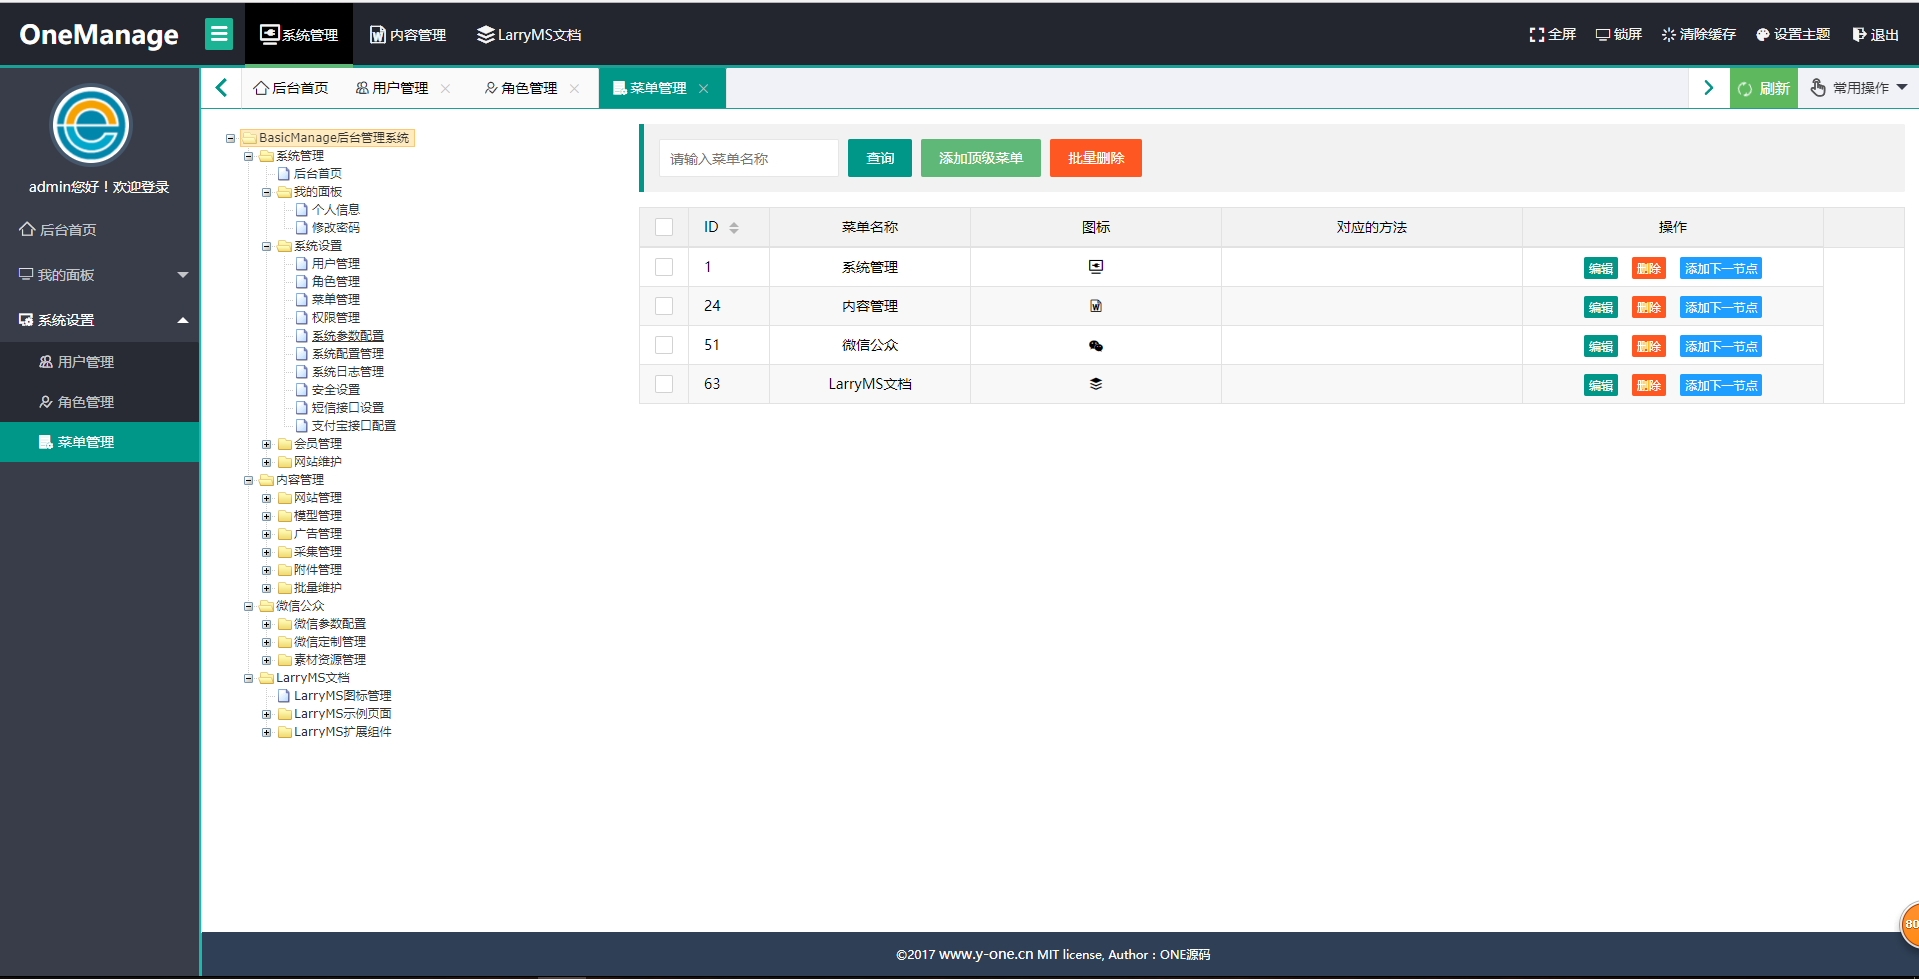 OneManage
系统管理
内容管理
LarryMS文档
全屏
锁屏
清除缓存
设置主题
退出
admin您好！欢迎登录
后台首页
我的面板
系统设置
用户管理
角色管理
菜单管理
后台首页
用户管理
角色管理
菜单管理
刷新
常用操作
BasicManage后台管理系统
系统管理
后台首页
我的面板
个人信息
修改密码
系统设置
用户管理
角色管理
菜单管理
权限管理
系统参数配置
系统配置管理
系统日志管理
安全设置
短信接口设置
支付宝接口配置
会员管理
网站维护
内容管理
网站管理
模型管理
广告管理
采集管理
附件管理
批量维护
微信公众
微信参数配置
微信定制管理
素材资源管理
LarryMS文档
LarryMS图标管理
LarryMS示例页面
LarryMS扩展组件
请输入菜单名称
查询
添加顶级菜单
批量删除
ID 菜单名称 图标 对应的方法 操作
1 系统管理 编辑 删除 添加下一节点
24 内容管理 编辑 删除 添加下一节点
51 微信公众 编辑 删除 添加下一节点
63 LarryMS文档 编辑 删除 添加下一节点
80
©2017 www.y-one.cn MIT license, Author：ONE源码